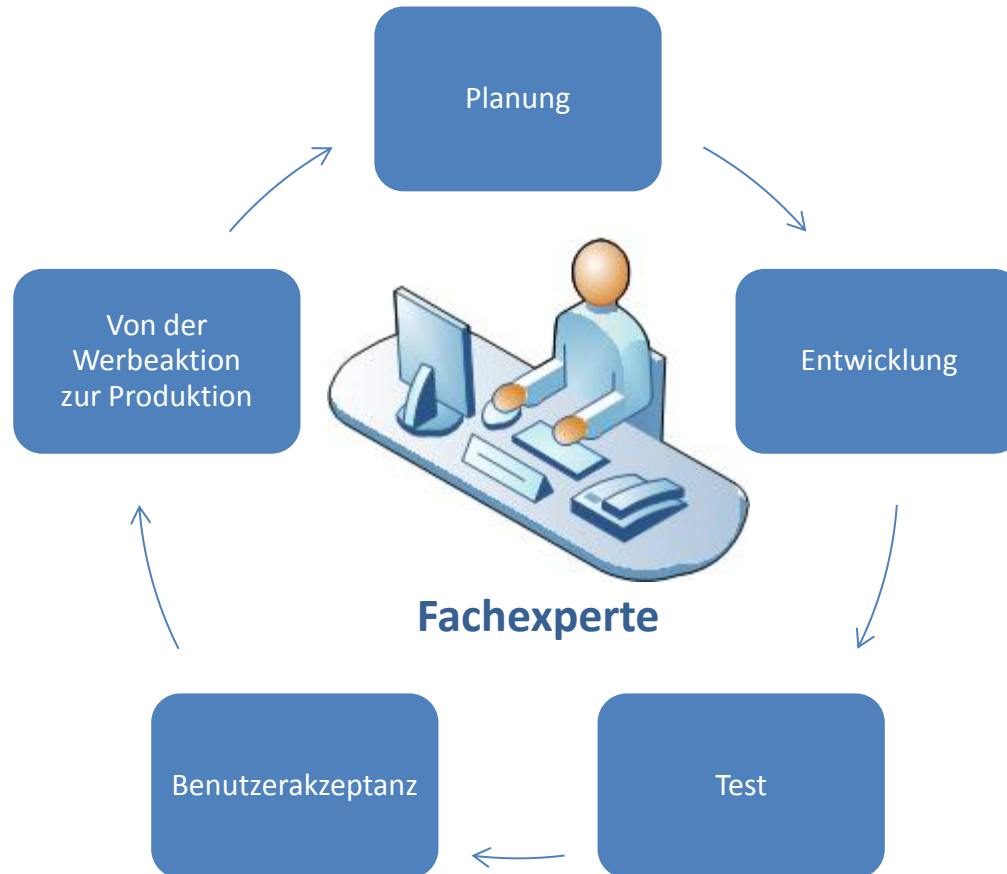 Planung
Entwicklung
Test
Benutzerakzeptanz
Von der
Werbeaktion
zur Produktion
Fachexperte